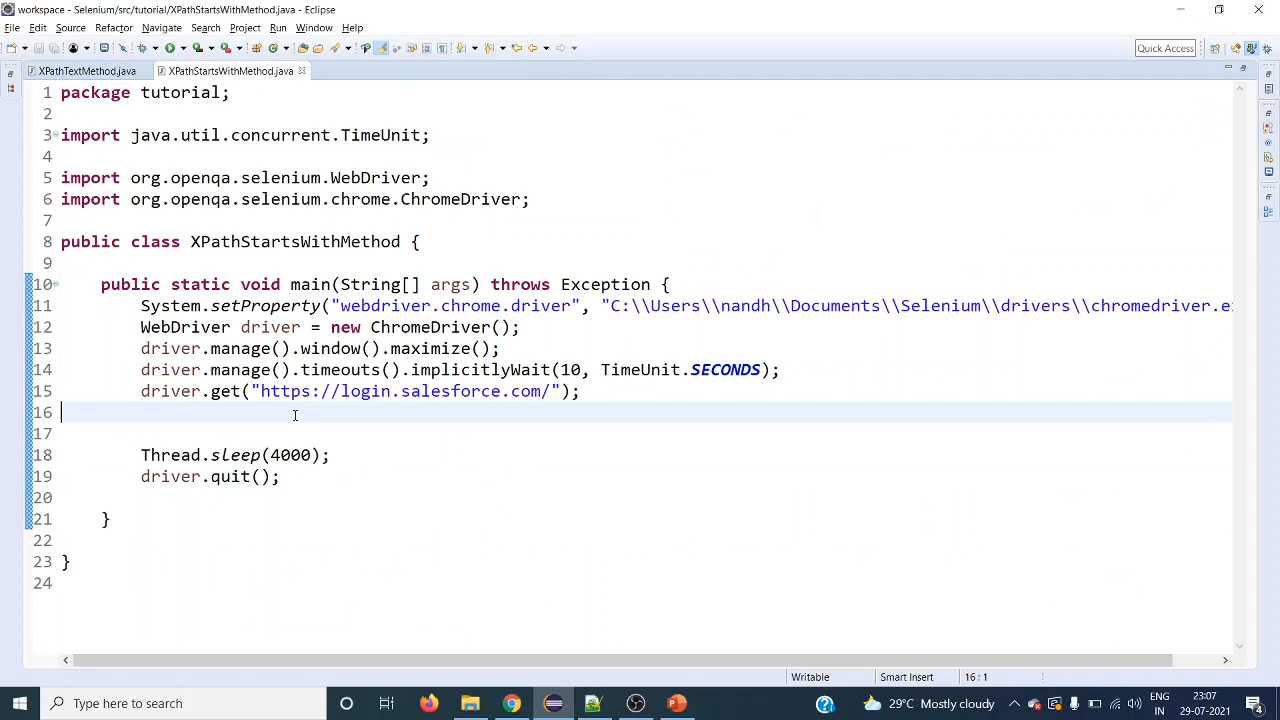 workspace - Selenium/src/tutorial/XPathStartsWithMethod.java - Eclipse
File Edit Source Refactor Navigate Search Project Run Window Help
Quick Access
XPathTextMethod.java XPathStartsWithMethod.java
1 package tutorial;
2
3 import java.util.concurrent.TimeUnit;
4
5 import org.openqa.selenium.WebDriver;
6 import org.openqa.selenium.chrome.ChromeDriver;
7
8 public class XPathStartsWithMethod {
9
10 public static void main(String[] args) throws Exception {
11 System.setProperty("webdriver.chrome.driver", "C:\\Users\\nandh\\Documents\\Selenium\\drivers\\chromedriver.e
12 WebDriver driver = new ChromeDriver();
13 driver.manage().window().maximize();
14 driver.manage().timeouts().implicitlyWait(10, TimeUnit.SECONDS);
15 driver.get("https://login.salesforce.com/");
16
17
18 Thread.sleep(4000);
19 driver.quit();
20
21 }
22
23 }
24
Writable Smart Insert 16 : 1
Type here to search
29°C Mostly cloudy
ENG
IN
23:07
29-07-2021
4